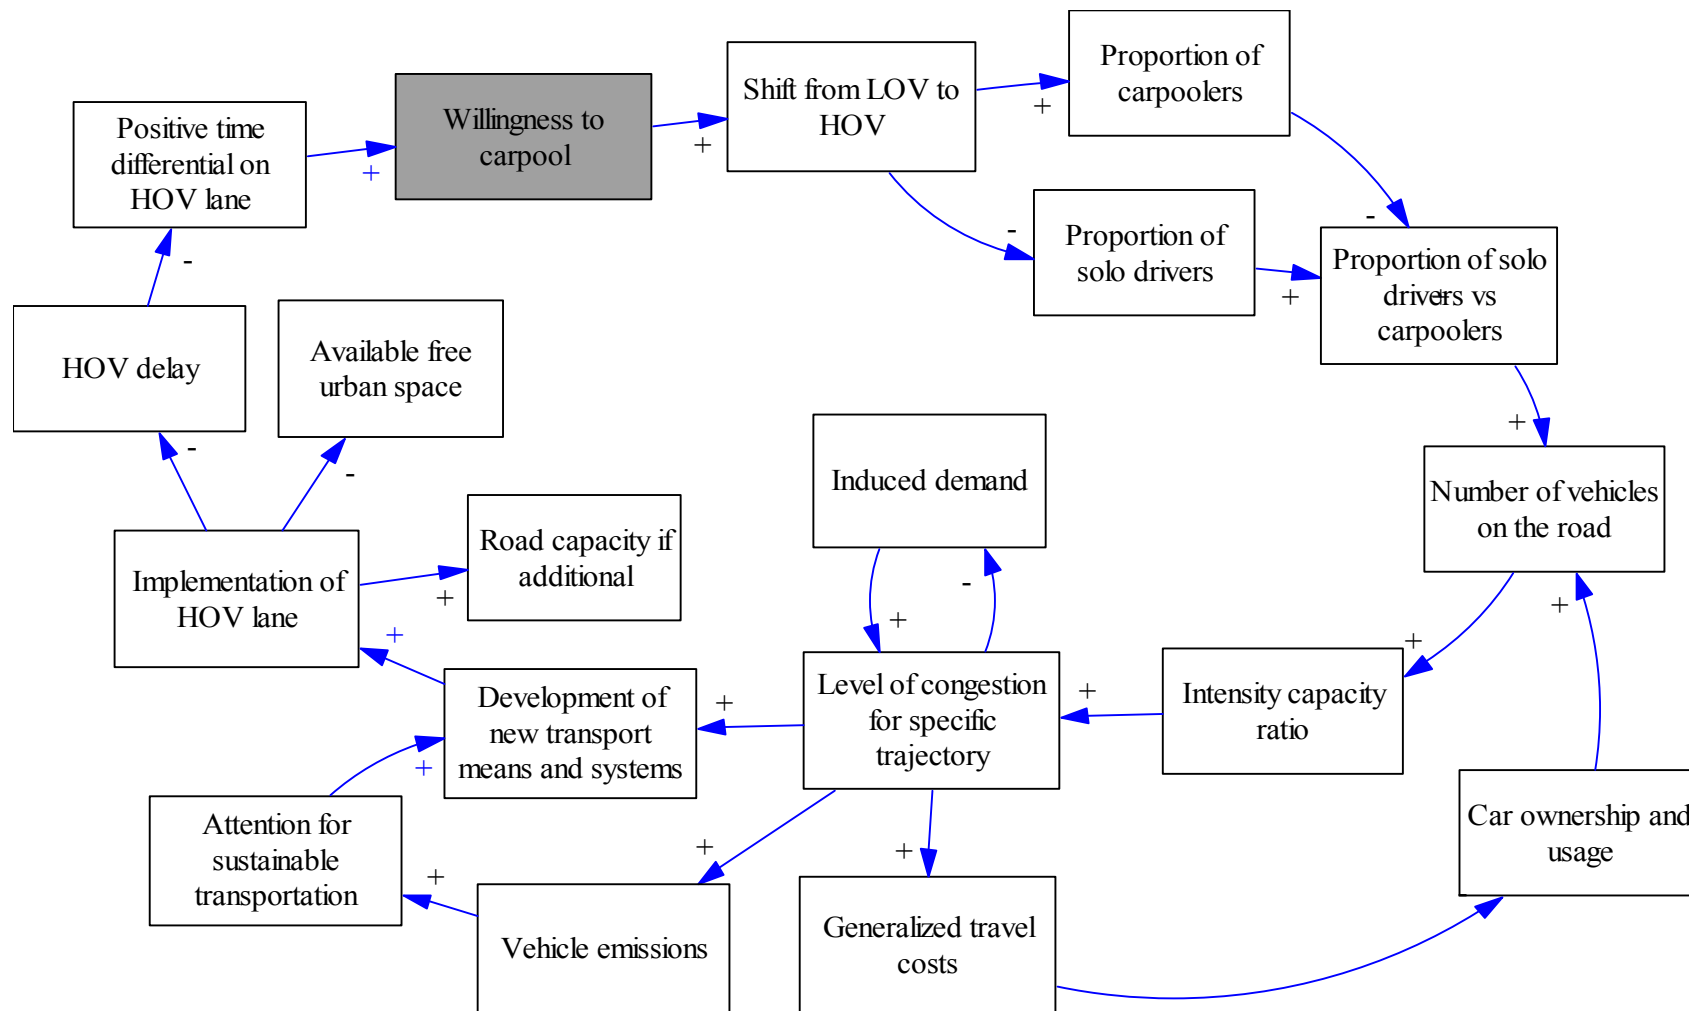 Proportion of
carpoolers
Shift from LOV to
HOV
+
Willingness to
carpool
+
Positive time
differential on
HOV lane
+
-
Proportion of
solo drivers
-
+
Proportion of solo
drivers vs
carpoolers
+
-
HOV delay
Available free
urban space
-
-
+
Induced demand
Number of vehicles
on the road
Road capacity if
additional
+
Implementation of
HOV lane
-
+
+
+
+
Level of congestion
for specific
trajectory
Intensity capacity
ratio
+
Development of
new transport
means and systems
+
+
Attention for
sustainable
transportation
Car ownership and
usage
+
+
+
-
Vehicle emissions
Generalized travel
costs